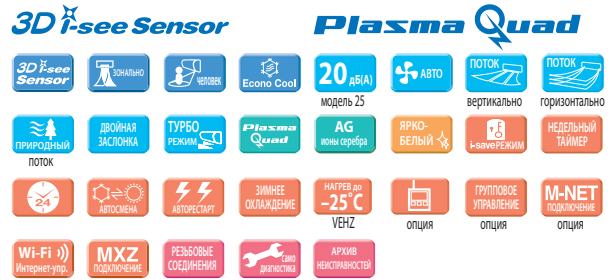 3D i-see Sensor
Plasma Quad
3D i-see
Sensor
ЗОНАЛЬНО
ЧЕЛОВЕК
Econo Cool
20 дБ(А)
модель 25
АВТО
ПОТОК
вертикально
ПОТОК
горизонтально
ПРИРОДНЫЙ
поток
ДВОЙНАЯ
ЗАСЛОНКА
ТУРБО
РЕЖИМ
Plasma
Quad
AG
ионы серебра
ЯРКО-
БЕЛЫЙ
i-save РЕЖИМ
НЕДЕЛЬНЫЙ
ТАЙМЕР
24
АВТОСМЕНА
АВТОРЕСТАРТ
ЗИМНЕЕ
ОХЛАЖДЕНИЕ
НАГРЕВ до
–25°C
VEHZ
опция
ГРУППОВОЕ
УПРАВЛЕНИЕ
опция
M-NET
ПОДКЛЮЧЕНИЕ
опция
Wi-Fi
Интернет-упр.
MXZ
ПОДКЛЮЧЕНИЕ
РЕЗЬБОВЫЕ
СОЕДИНЕНИЯ
само
диагностика
АРХИВ
НЕИСПРАВНОСТЕЙ